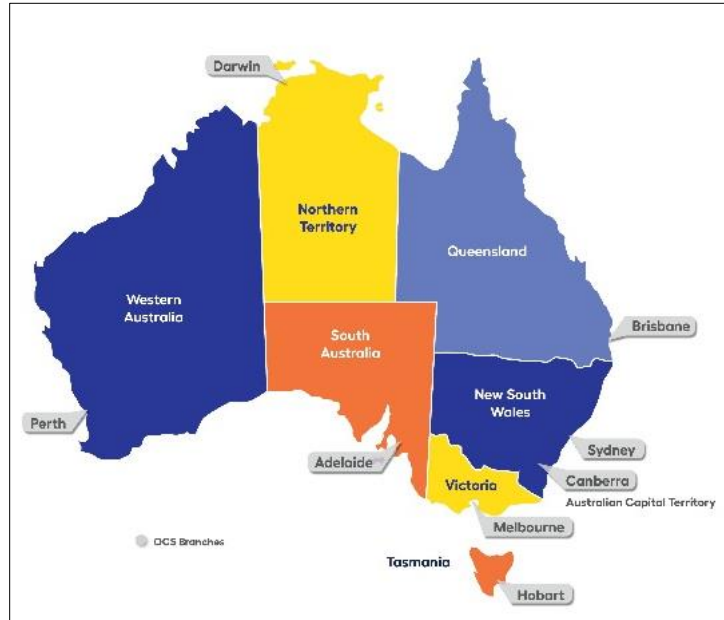 Darwin
Northern
Territory
Queensland
Western
Australia
South
Australia
Brisbane
New South
Wales
Perth
Sydney
Adelaide
Canberra
Victoria
Australian Capital Territory
Melbourne
OCS Branches
Tasmania
Hobart